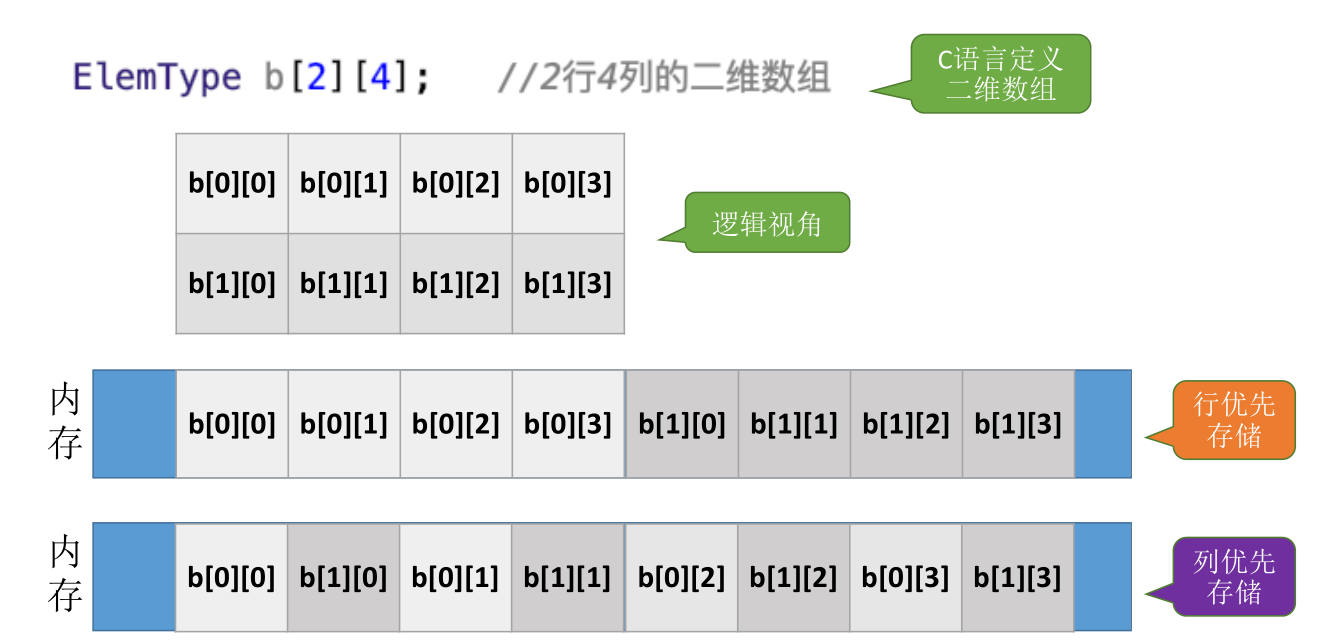 ElemType b[2][4]; //2行4列的二维数组
C语言定义
二维数组
b[0][0] b[0][1] b[0][2] b[0][3]
逻辑视角
b[1][0] b[1][1] b[1][2] b[1][3]
内
存
b[0][0] b[0][1] b[0][2] b[0][3] b[1][0] b[1][1] b[1][2] b[1][3]
行优先
存储
内
存
b[0][0] b[1][0] b[0][1] b[1][1] b[0][2] b[1][2] b[0][3] b[1][3]
列优先
存储